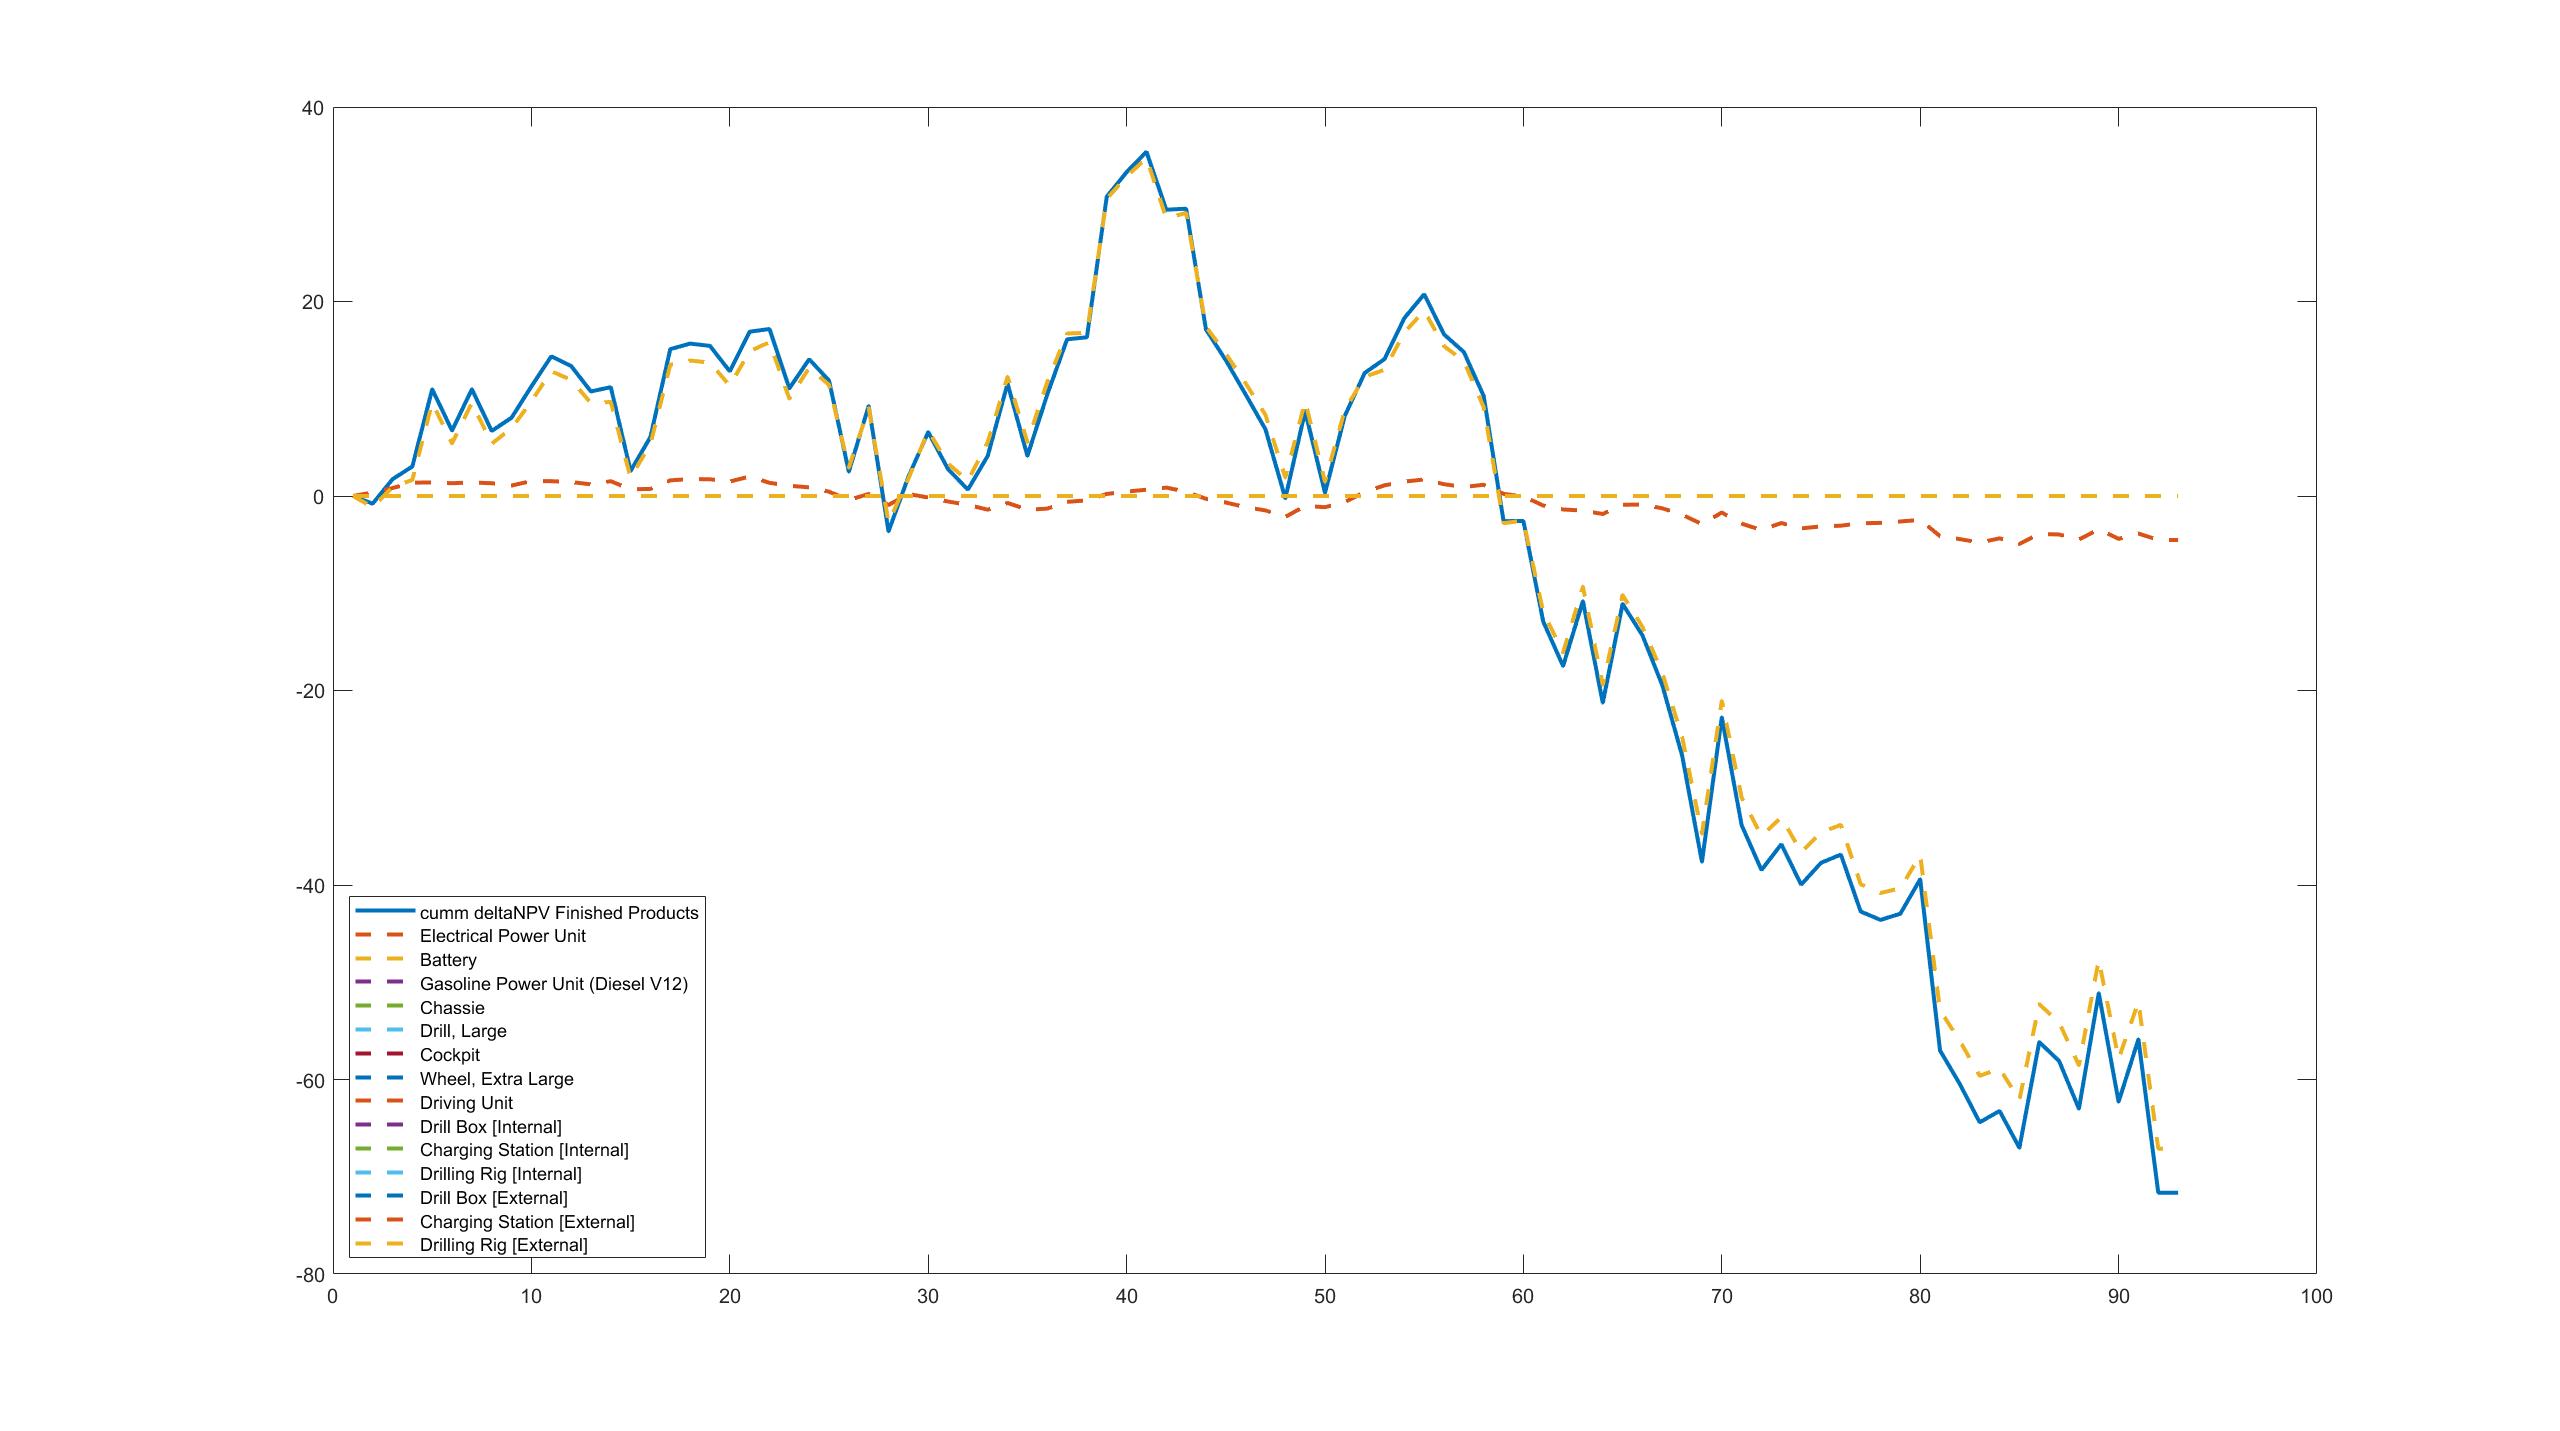 40
20
0
-20
-40
-60
-80
cumm deltaNPV Finished Products
Electrical Power Unit
Battery
Gasoline Power Unit (Diesel V12)
Chassie
Drill, Large
Cockpit
Wheel, Extra Large
Driving Unit
Drill Box [Internal]
Charging Station [Internal]
Drilling Rig [Internal]
Drill Box [External]
Charging Station [External]
Drilling Rig [External]
0 10 20 30 40 50 60 70 80 90 100